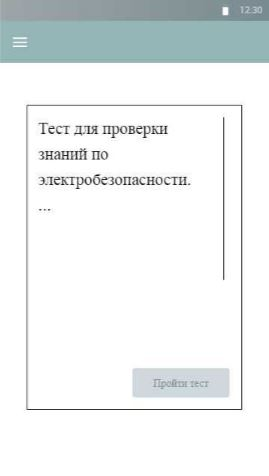 12.30
Тест для проверки
знаний по
электробезопасности.
...
Пройти тест